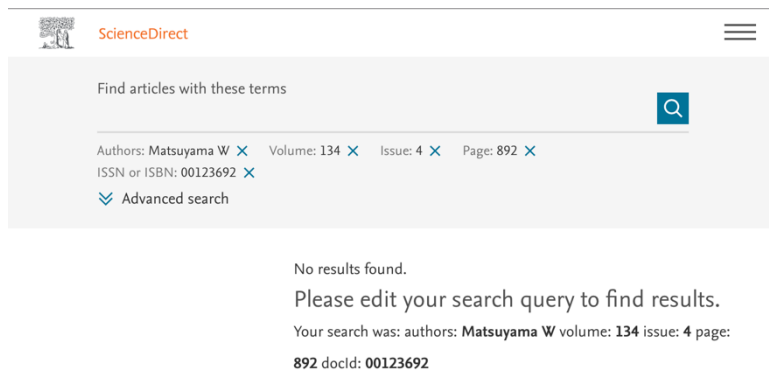 ScienceDirect
Find articles with these terms
Authors: Matsuyama W Volume: 134 Issue: 4 Page: 892
ISSN or ISBN: 00123692
Advanced search
No results found.
Please edit your search query to find results.
Your search was: authors: Matsuyama W volume: 134 issue: 4 page:
892 docId: 00123692